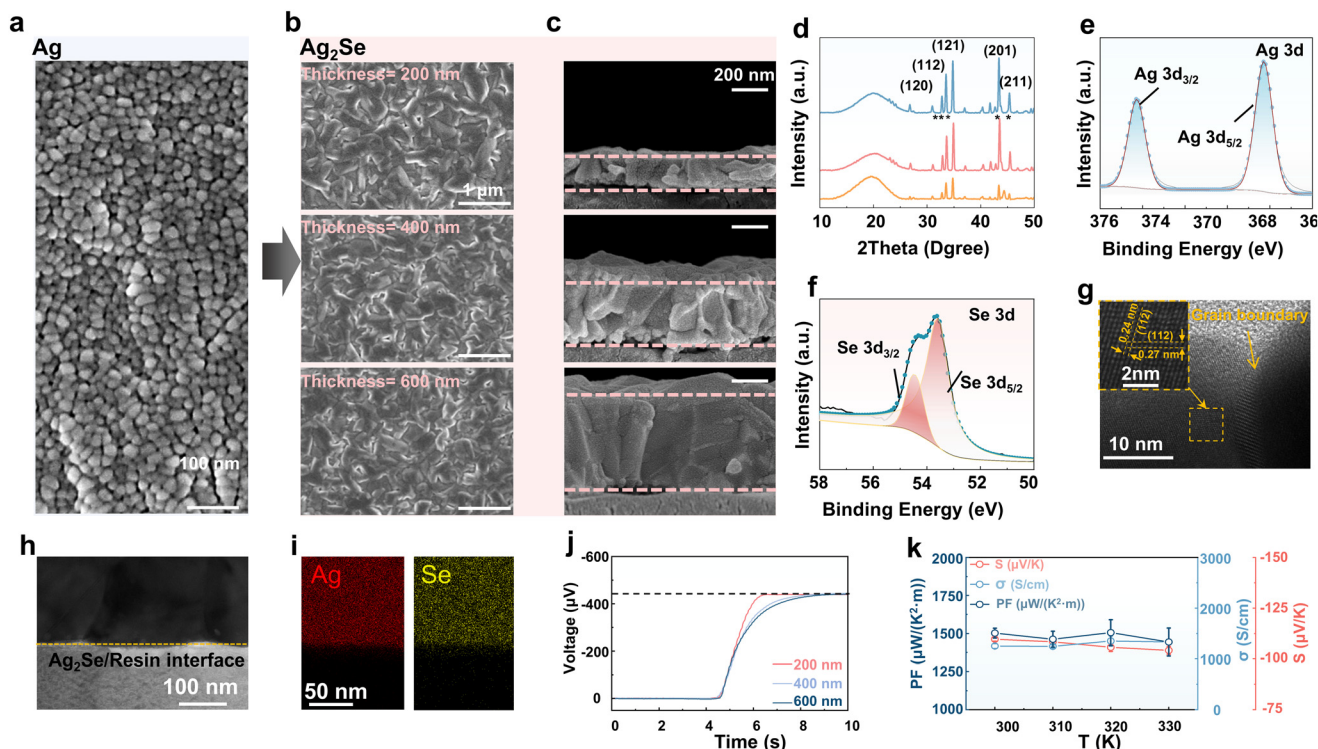 a
Ag
100 nm
b
Ag₂Se
Thickness= 200 nm
1 μm
Thickness= 400 nm
Thickness= 600 nm
c
200 nm
d
Intensity (a.u.)
(120)
(112)
(121)
(201)
(211)
** * * *
10 20 30 40 50
2Theta (Dgree)
e
Intensity (a.u.)
Ag 3d
Ag 3d3/2
Ag 3d5/2
376 374 370 368 36
Binding Energy (eV)
f
Intensity (a.u.)
Se 3d
Se 3d3/2
Se 3d5/2
58 56 54 52 50
Binding Energy (eV)
g
Grain boundary
0.24 nm
(112)
(112)
0.27 nm
2nm
10 nm
h
Ag₂Se/Resin interface
100 nm
i
Ag
Se
50 nm
j
Voltage (μV)
-600
-400
-200
0
200 nm
400 nm
600 nm
0 2 4 6 8 10
Time (s)
k
PF (μW/(K²·m))
2000
1750
1500
1250
1000
S (μV/K)
σ (S/cm)
PF (μW/(K²·m))
300 310 320 330
T (K)
3000
2000
1000
0
σ (S/cm)
-150
-125
-100
-75
S (μV/K)